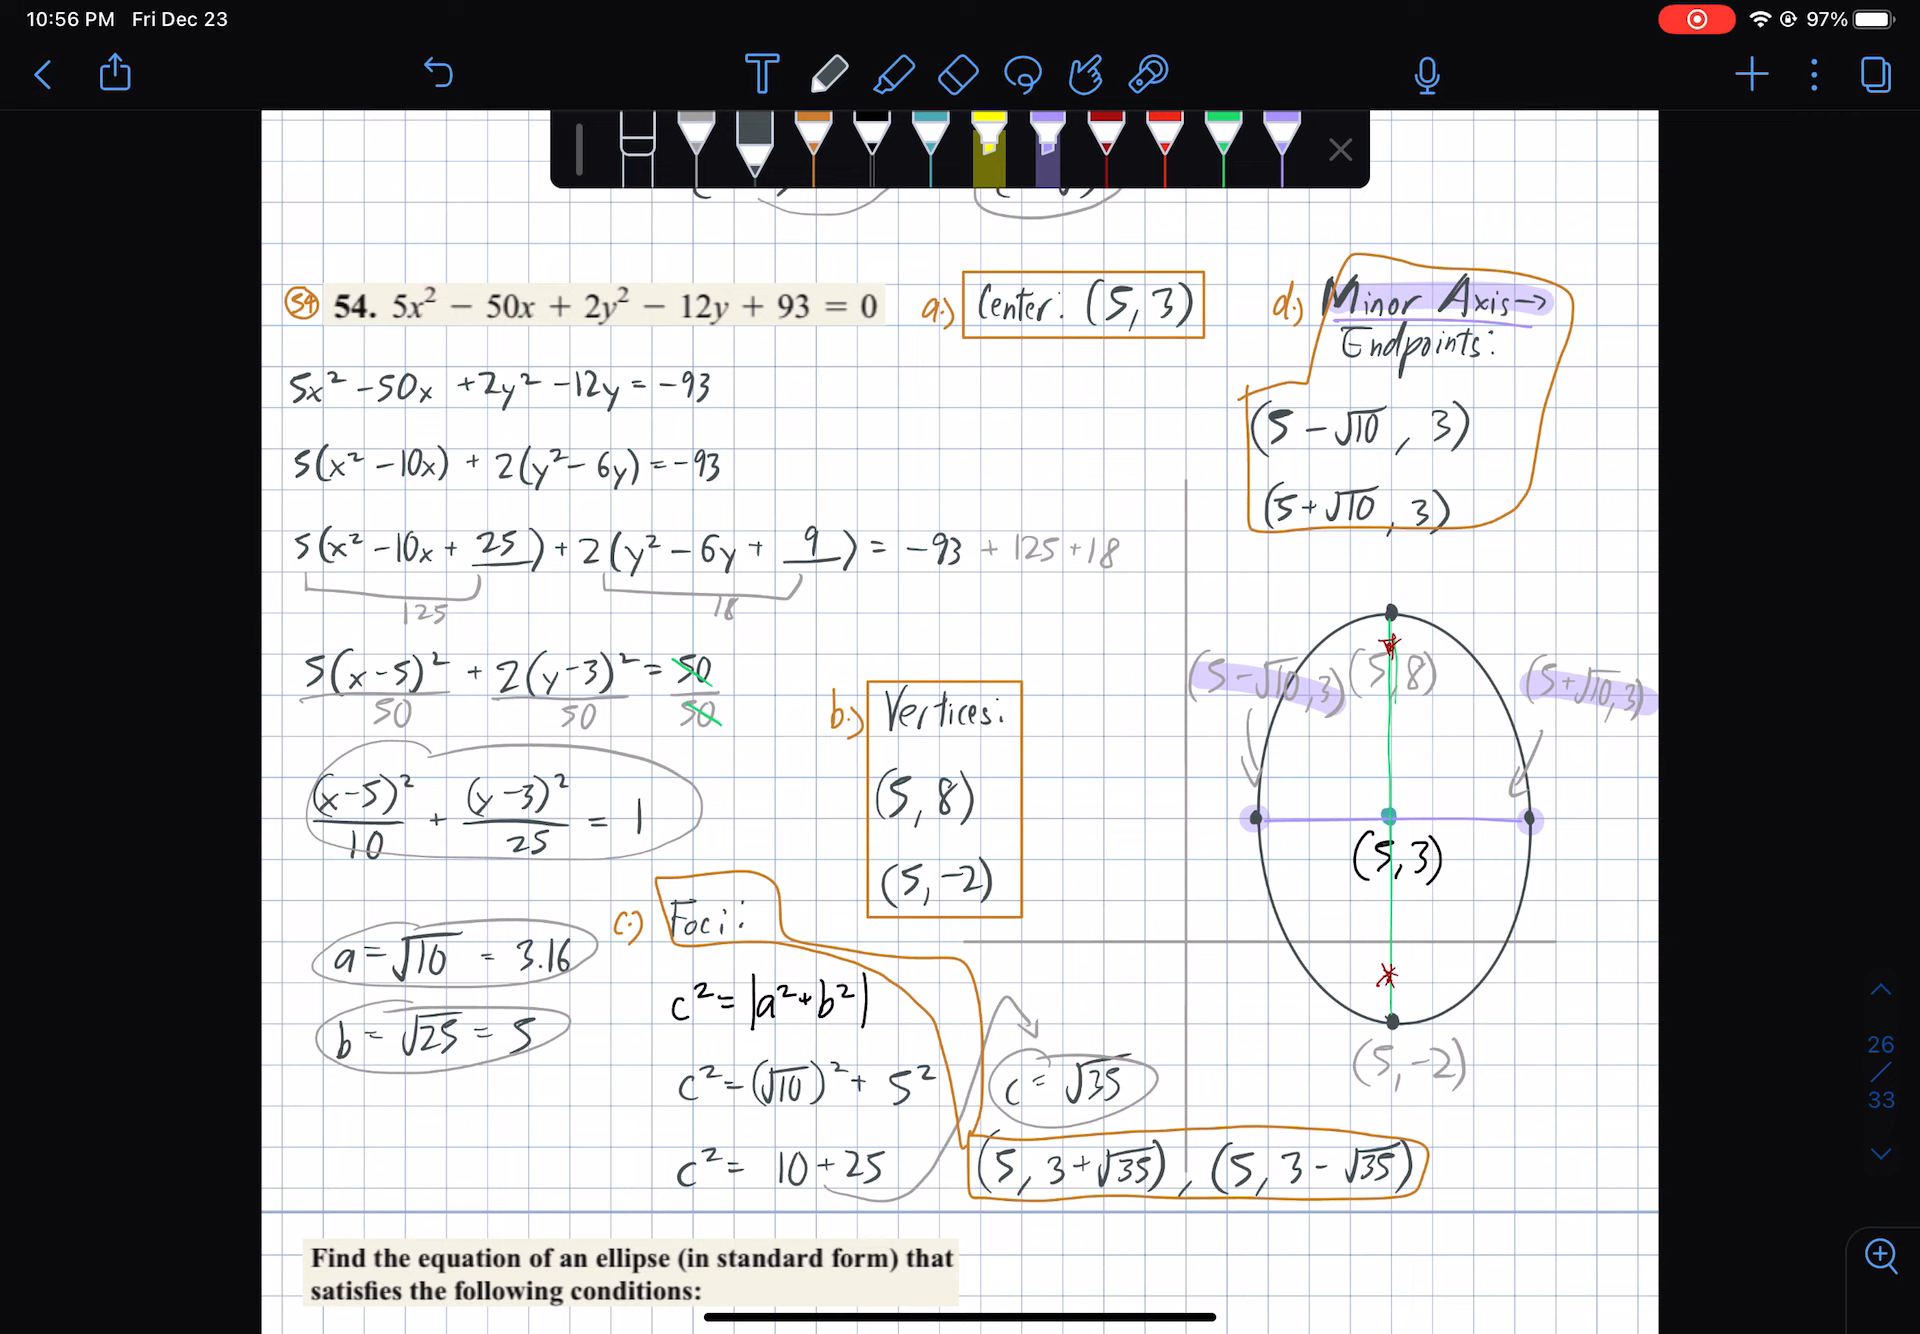 10:56 PM Fri Dec 23
97%
54 54. 5x² − 50x + 2y² − 12y + 93 = 0
5x² -50x +2y² -12y = -93
5(x² -10x) + 2(y² - 6y) = -93
5(x² -10x + 25) + 2(y² - 6y + 9) = -93 + 125 + 18
125 18
5(x-5)² + 2(y-3)² = 50
50 50 50
(x-5)² + (y-3)² = 1
10 25
a = √10 = 3.16
b = √25 = 5
a.) Center: (5, 3)
b.) Vertices:
(5, 8)
(5, -2)
c.) Foci:
c² = |a² + b²|
c² = (√10)² + 5²
c² = 10 + 25
c = √35
(5, 3+√35), (5, 3-√35)
d.) Minor Axis →
Endpoints:
(5 - √10, 3)
(5 + √10, 3)
(5-√10, 3) (5, 8) (5+√10, 3)
(5, 3)
(5, -2)
26
/
33
Find the equation of an ellipse (in standard form) that
satisfies the following conditions: